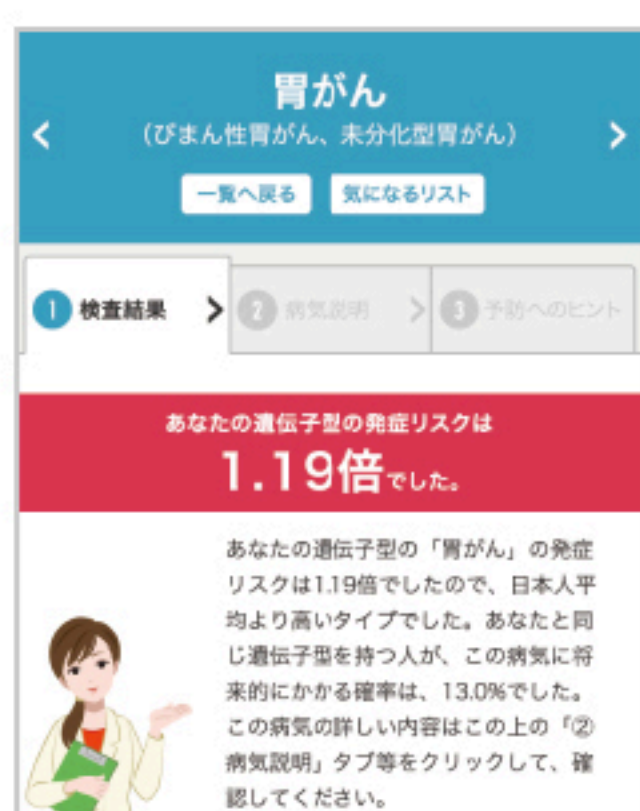 胃がん
(びまん性胃がん、未分化型胃がん)
一覧へ戻る 気になるリスト
1 検査結果 2 病気説明 3 予防へのヒント
あなたの遺伝子型の発症リスクは
1.19倍でした。
あなたの遺伝子型の「胃がん」の発症
リスクは1.19倍でしたので、日本人平
均より高いタイプでした。あなたと同
じ遺伝子型を持つ人が、この病気に将
来的にかかる確率は、13.0%でした。
この病気の詳しい内容はこの上の「②
病気説明」タブ等をクリックして、確
認してください。